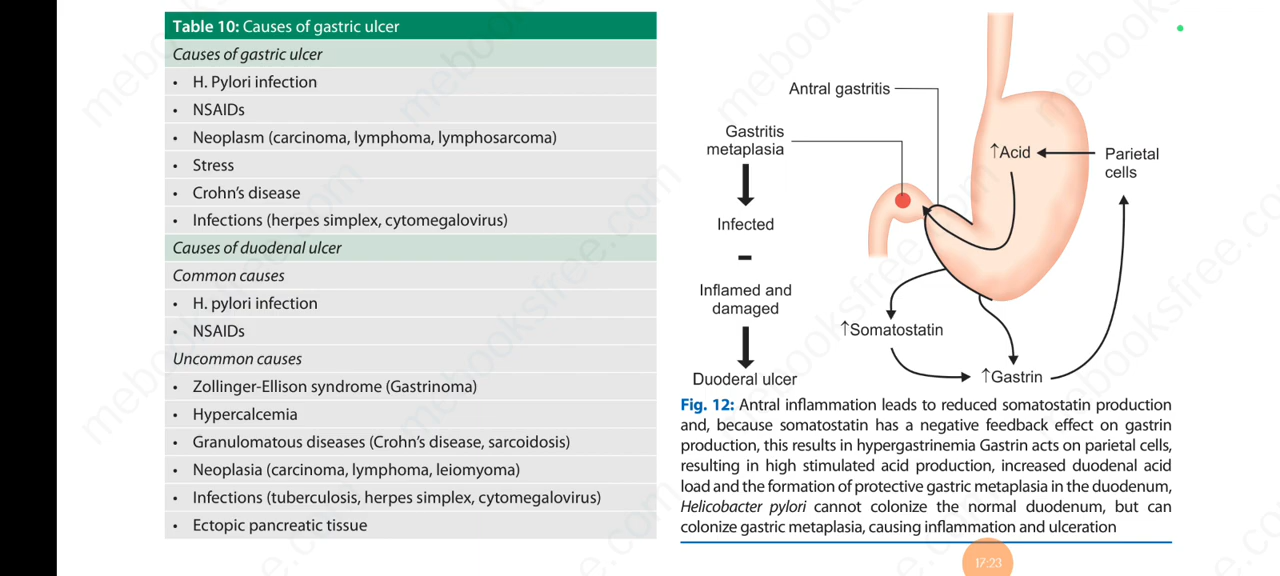 Table 10: Causes of gastric ulcer
Causes of gastric ulcer
• H. Pylori infection
• NSAIDs
• Neoplasm (carcinoma, lymphoma, lymphosarcoma)
• Stress
• Crohn's disease
• Infections (herpes simplex, cytomegalovirus)
Causes of duodenal ulcer
Common causes
• H. pylori infection
• NSAIDs
Uncommon causes
• Zollinger-Ellison syndrome (Gastrinoma)
• Hypercalcemia
• Granulomatous diseases (Crohn's disease, sarcoidosis)
• Neoplasia (carcinoma, lymphoma, leiomyoma)
• Infections (tuberculosis, herpes simplex, cytomegalovirus)
• Ectopic pancreatic tissue
Antral gastritis
Gastritis
metaplasia
↑Acid
Parietal
cells
Infected
Inflamed and
damaged
↑Somatostatin
Duoderal ulcer
↑Gastrin
Fig. 12: Antral inflammation leads to reduced somatostatin production
and, because somatostatin has a negative feedback effect on gastrin
production, this results in hypergastrinemia Gastrin acts on parietal cells,
resulting in high stimulated acid production, increased duodenal acid
load and the formation of protective gastric metaplasia in the duodenum,
Helicobacter pylori cannot colonize the normal duodenum, but can
colonize gastric metaplasia, causing inflammation and ulceration
17:23
mebooksfree.com